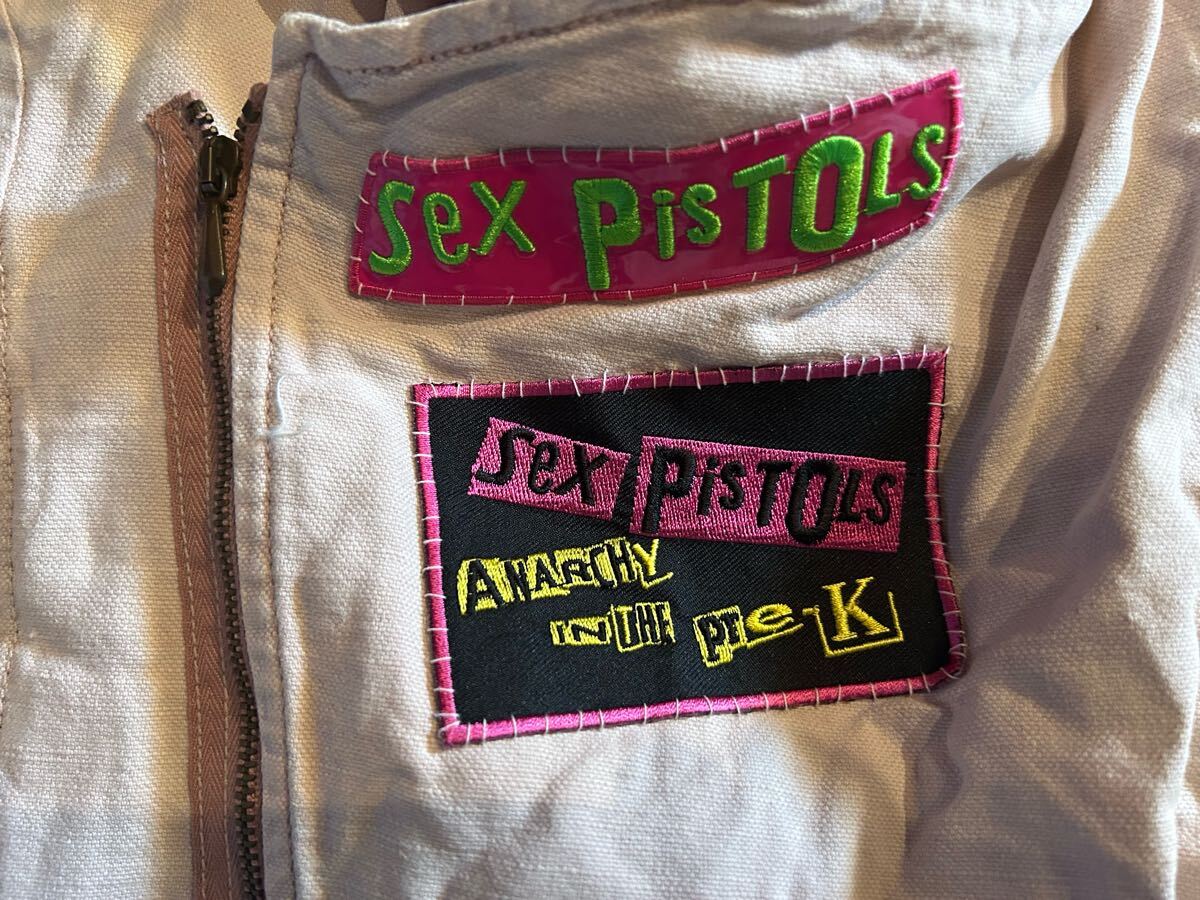 Sex PisTOLs
Sex PisTOLs
ANARCHY
IN THE PRe-K